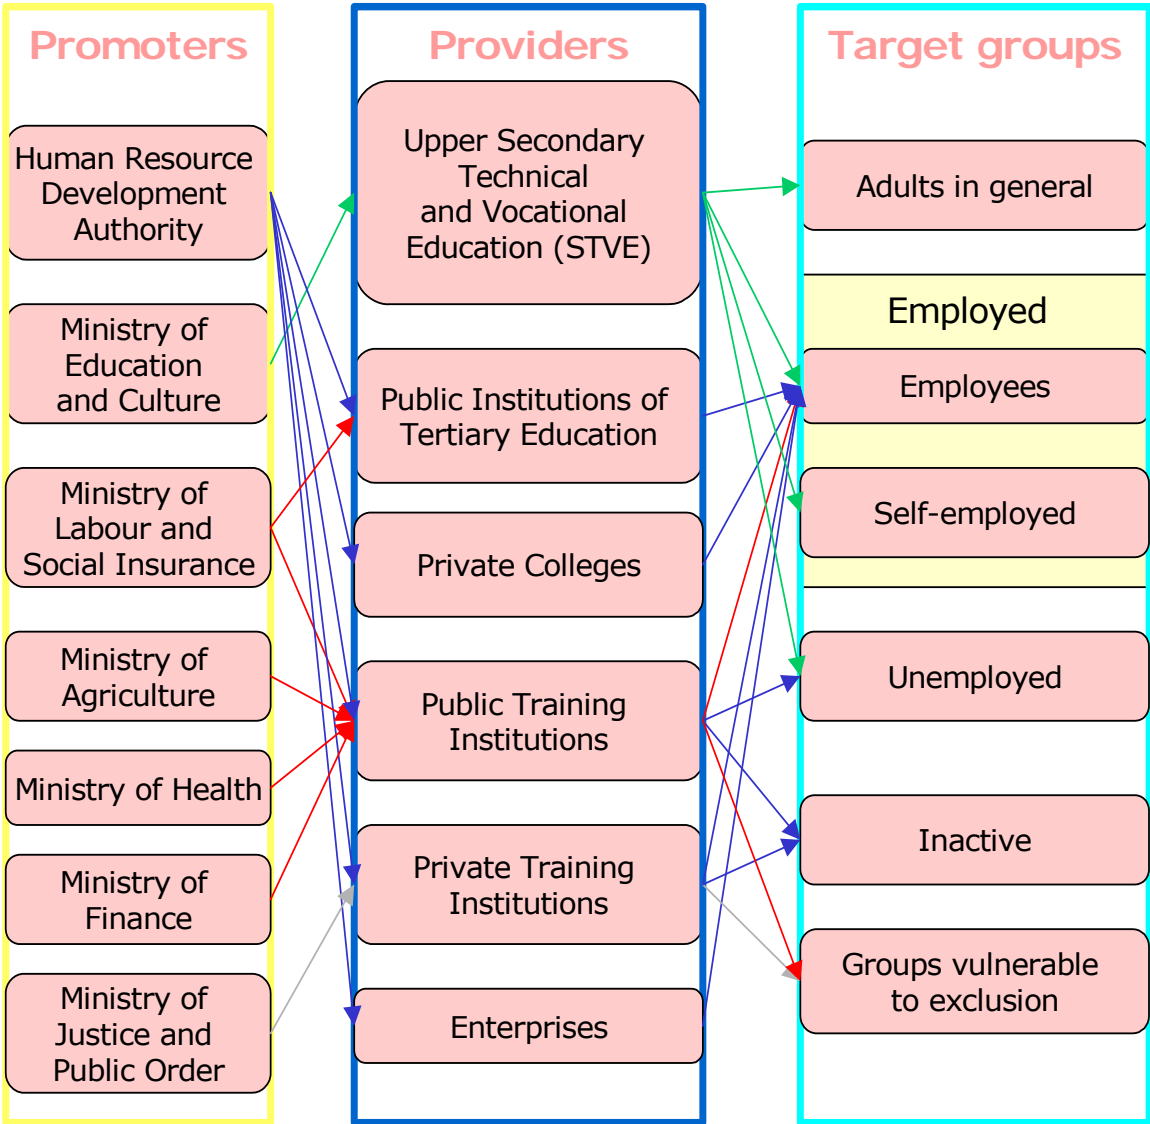 Promoters
Human Resource
Development
Authority
Ministry of
Education
and Culture
Ministry of
Labour and
Social Insurance
Ministry of
Agriculture
Ministry of Health
Ministry of
Finance
Ministry of
Justice and
Public Order
Providers
Upper Secondary
Technical
and Vocational
Education (STVE)
Public Institutions of
Tertiary Education
Private Colleges
Public Training
Institutions
Private Training
Institutions
Enterprises
Target groups
Adults in general
Employed
Employees
Self-employed
Unemployed
Inactive
Groups vulnerable
to exclusion